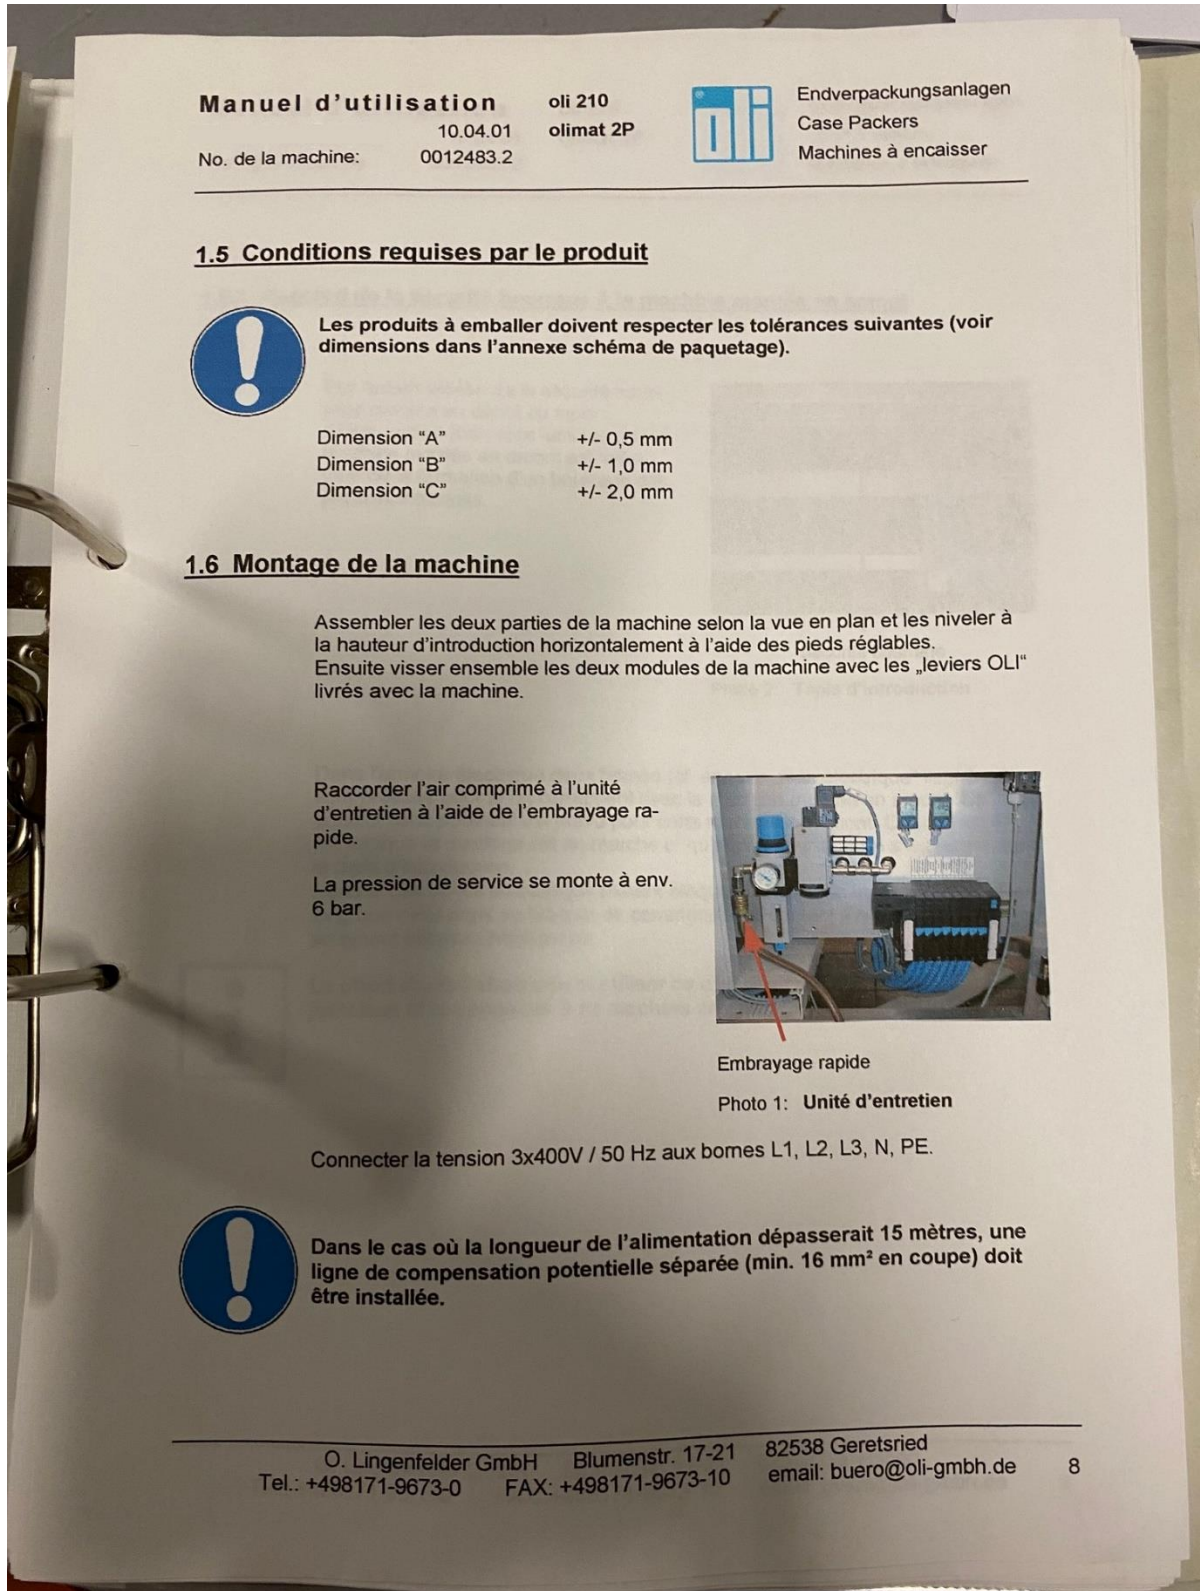 Manuel d'utilisation oli 210
10.04.01 olimat 2P
No. de la machine: 0012483.2
oli
Endverpackungsanlagen
Case Packers
Machines à encaisser
1.5 Conditions requises par le produit
Les produits à emballer doivent respecter les tolérances suivantes (voir
dimensions dans l'annexe schéma de paquetage).
Dimension “A” +/- 0,5 mm
Dimension “B” +/- 1,0 mm
Dimension “C” +/- 2,0 mm
1.6 Montage de la machine
Assembler les deux parties de la machine selon la vue en plan et les niveler à
la hauteur d'introduction horizontalement à l'aide des pieds réglables.
Ensuite visser ensemble les deux modules de la machine avec les „leviers OLI“
livrés avec la machine.
Raccorder l'air comprimé à l'unité
d'entretien à l'aide de l'embrayage ra-
pide.
La pression de service se monte à env.
6 bar.
Embrayage rapide
Photo 1: Unité d'entretien
Connecter la tension 3x400V / 50 Hz aux bornes L1, L2, L3, N, PE.
Dans le cas où la longueur de l'alimentation dépasserait 15 mètres, une
ligne de compensation potentielle séparée (min. 16 mm² en coupe) doit
être installée.
O. Lingenfelder GmbH Blumenstr. 17-21 82538 Geretsried
Tel.: +498171-9673-0 FAX: +498171-9673-10 email: buero@oli-gmbh.de 8